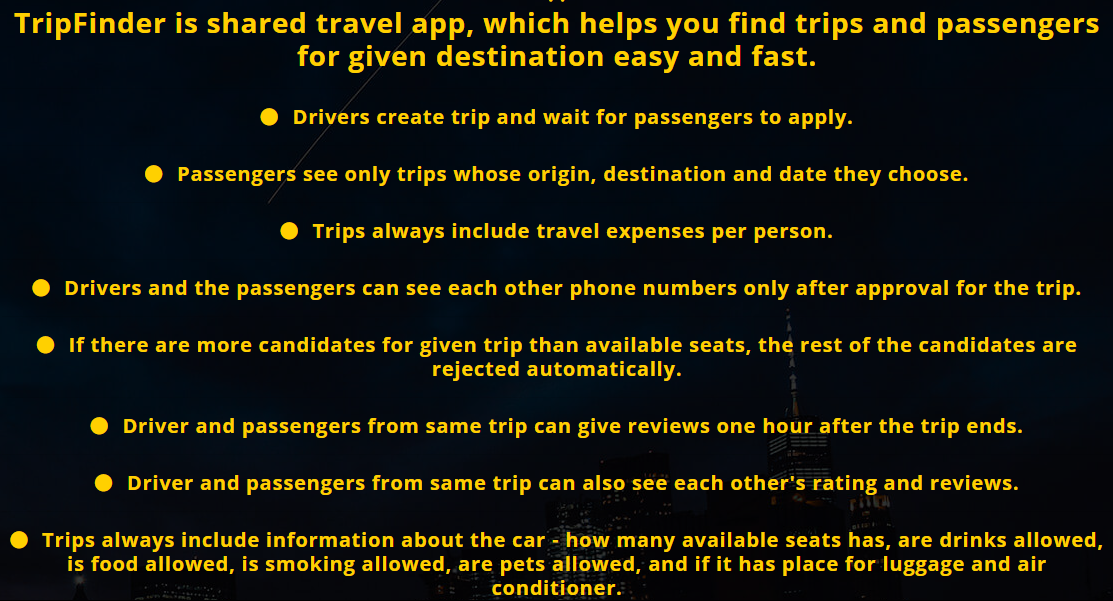 TripFinder is shared travel app, which helps you find trips and passengers
for given destination easy and fast.
● Drivers create trip and wait for passengers to apply.
● Passengers see only trips whose origin, destination and date they choose.
● Trips always include travel expenses per person.
● Drivers and the passengers can see each other phone numbers only after approval for the trip.
● If there are more candidates for given trip than available seats, the rest of the candidates are
rejected automatically.
● Driver and passengers from same trip can give reviews one hour after the trip ends.
● Driver and passengers from same trip can also see each other's rating and reviews.
● Trips always include information about the car - how many available seats has, are drinks allowed,
is food allowed, is smoking allowed, are pets allowed, and if it has place for luggage and air
conditioner.